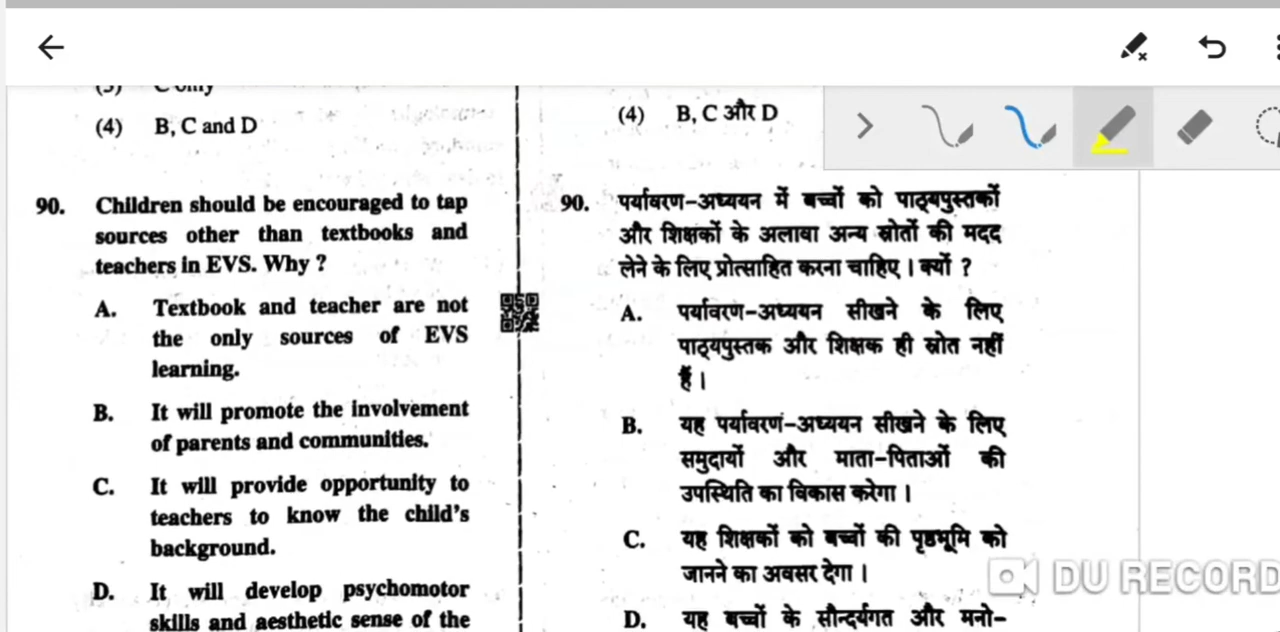 (3) C only
(4) B, C and D
90. Children should be encouraged to tap
sources other than textbooks and
teachers in EVS. Why ?
A. Textbook and teacher are not
the only sources of EVS
learning.
B. It will promote the involvement
of parents and communities.
C. It will provide opportunity to
teachers to know the child's
background.
D. It will develop psychomotor
skills and aesthetic sense of the
(4) B, C और D
90. पर्यावरण-अध्ययन में बच्चों को पाठ्यपुस्तकों
और शिक्षकों के अलावा अन्य स्रोतों की मदद
लेने के लिए प्रोत्साहित करना चाहिए । क्यों ?
A. पर्यावरण-अध्ययन सीखने के लिए
पाठ्यपुस्तक और शिक्षक ही स्रोत नहीं
हैं ।
B. यह पर्यावरण-अध्ययन सीखने के लिए
समुदायों और माता-पिताओं की
उपस्थिति का विकास करेगा ।
C. यह शिक्षकों को बच्चों की पृष्ठभूमि को
जानने का अवसर देगा ।
D. यह बच्चों के सौन्दर्यगत और मनो-
DU RECORD